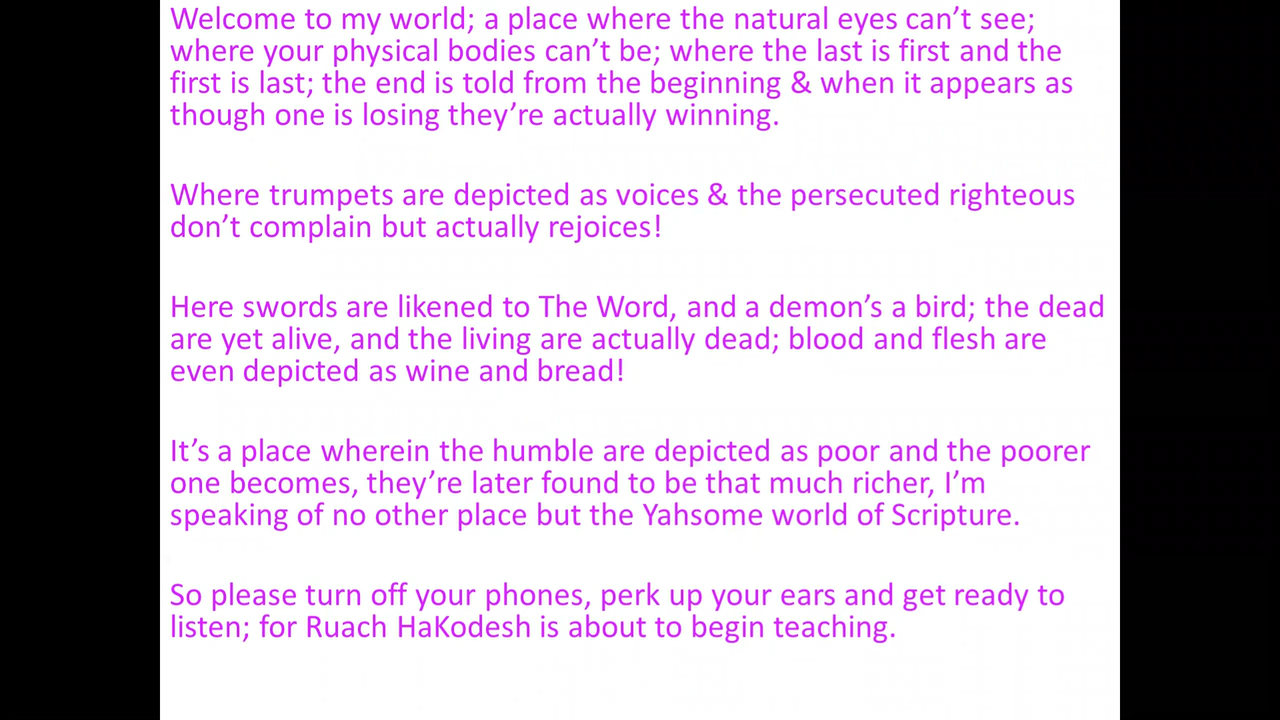 Welcome to my world; a place where the natural eyes can’t see;
where your physical bodies can’t be; where the last is first and the
first is last; the end is told from the beginning & when it appears as
though one is losing they’re actually winning.
Where trumpets are depicted as voices & the persecuted righteous
don’t complain but actually rejoices!
Here swords are likened to The Word, and a demon’s a bird; the dead
are yet alive, and the living are actually dead; blood and flesh are
even depicted as wine and bread!
It’s a place wherein the humble are depicted as poor and the poorer
one becomes, they’re later found to be that much richer, I’m
speaking of no other place but the Yahsome world of Scripture.
So please turn off your phones, perk up your ears and get ready to
listen; for Ruach HaKodesh is about to begin teaching.